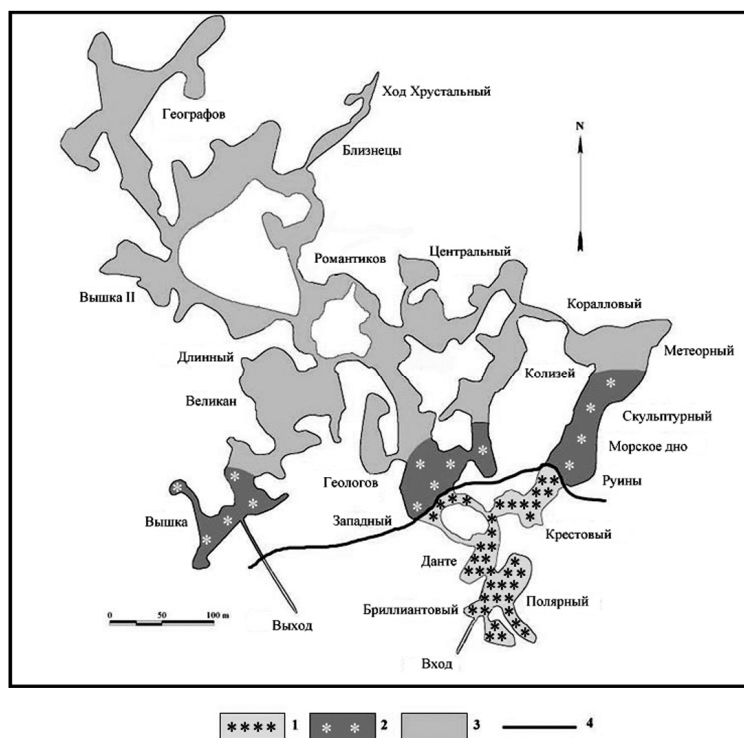 Ход Хрустальный
Географов
Близнецы
N
Романтиков
Центральный
Вышка II
Коралловый
Длинный
Метеорный
Колизей
Великан
Скульптурный
Морское дно
Геологов
Руины
Вышка
Западный
Крестовый
Данте
Бриллиантовый
Полярный
0 50 100 m
Выход
Вход
1 2 3 4